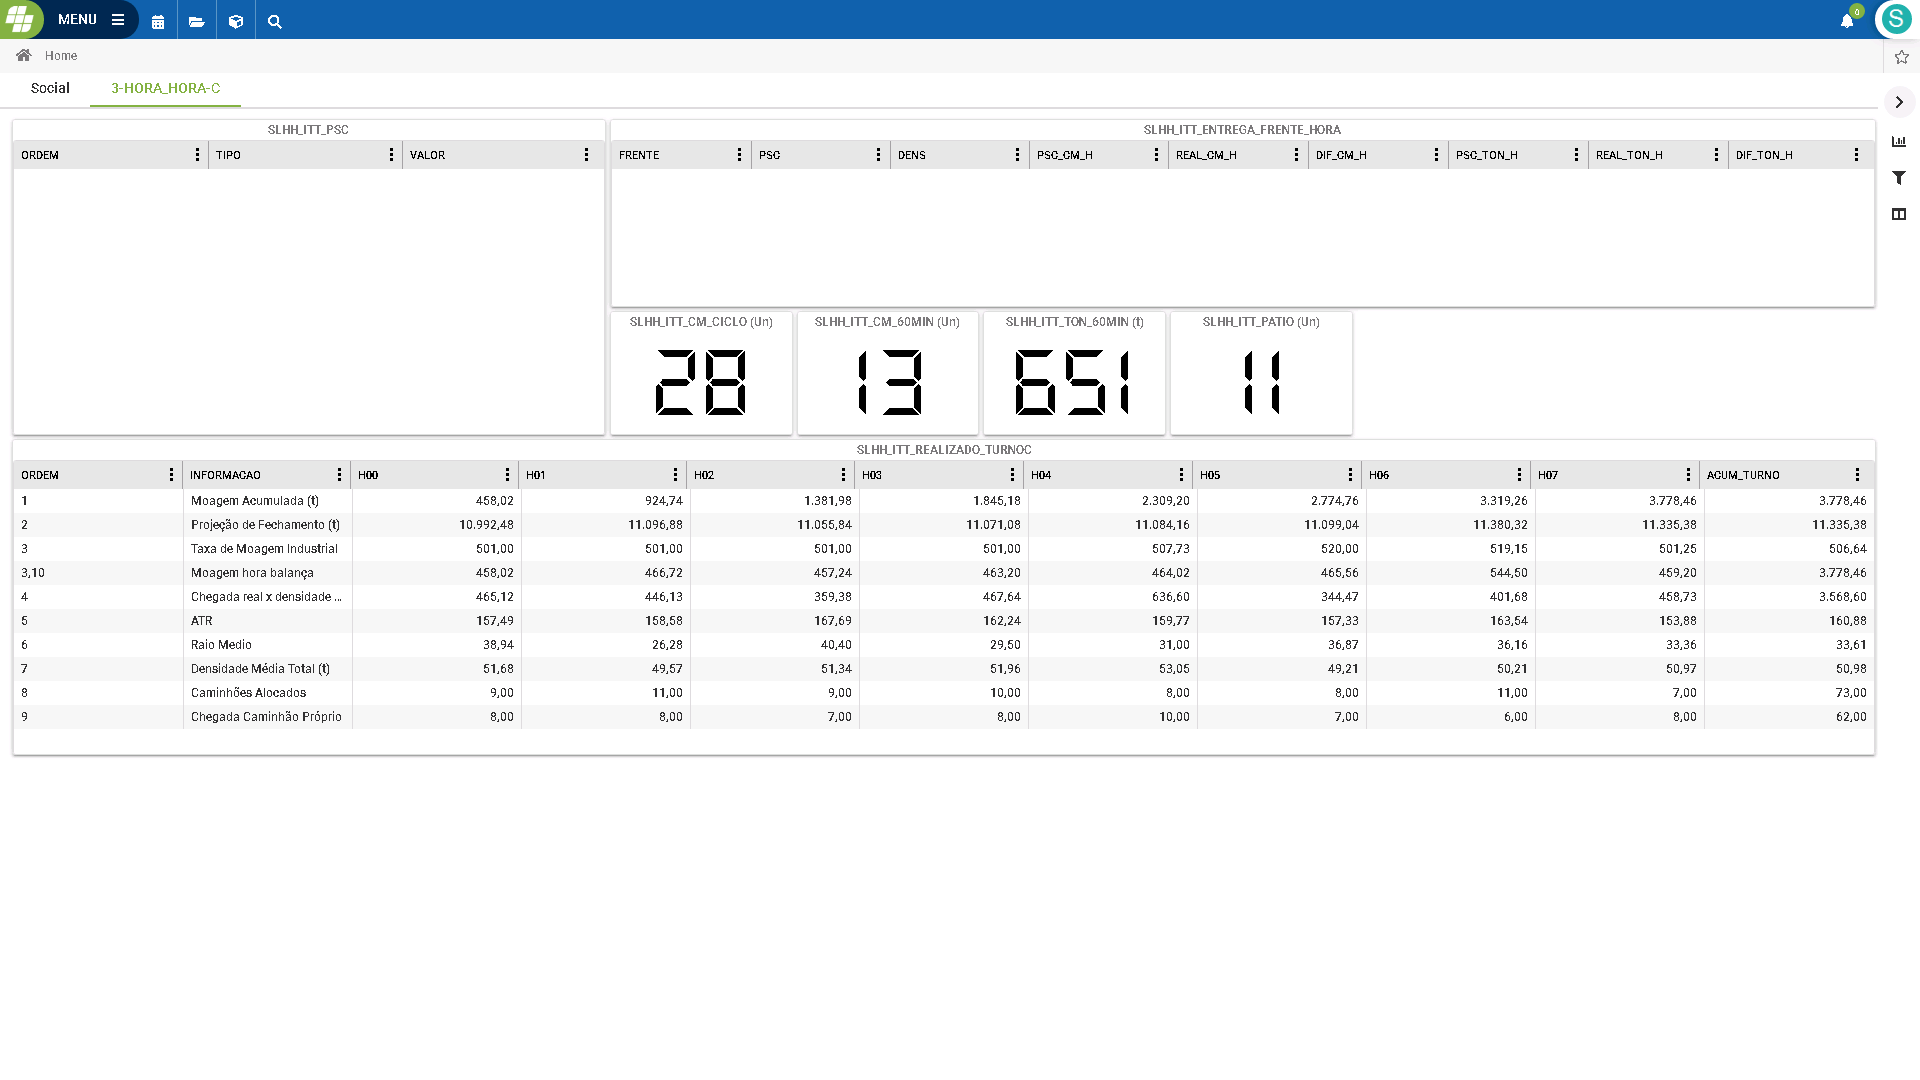 MENU
0
S
Home
Social 3-HORA_HORA-C
SLHH_ITT_PSC
ORDEM TIPO VALOR
SLHH_ITT_ENTREGA_FRENTE_HORA
FRENTE PSC DENS PSC_CM_H REAL_CM_H DIF_CM_H PSC_TON_H REAL_TON_H DIF_TON_H
SLHH_ITT_CM_CICLO (Un)
28
SLHH_ITT_CM_60MIN (Un)
13
SLHH_ITT_TON_60MIN (t)
651
SLHH_ITT_PATIO (Un)
11
SLHH_ITT_REALIZADO_TURNOC
ORDEM INFORMACAO H00 H01 H02 H03 H04 H05 H06 H07 ACUM_TURNO
1 Moagem Acumulada (t) 458,02 924,74 1.381,98 1.845,18 2.309,20 2.774,76 3.319,26 3.778,46 3.778,46
2 Projeção de Fechamento (t) 10.992,48 11.096,88 11.055,84 11.071,08 11.084,16 11.099,04 11.380,32 11.335,38 11.335,38
3 Taxa de Moagem Industrial 501,00 501,00 501,00 501,00 507,73 520,00 519,15 501,25 506,64
3,10 Moagem hora balança 458,02 466,72 457,24 463,20 464,02 465,56 544,50 459,20 3.778,46
4 Chegada real x densidade ... 465,12 446,13 359,38 467,64 636,60 344,47 401,68 458,73 3.568,60
5 ATR 157,49 158,58 167,69 162,24 159,77 157,33 163,54 153,88 160,88
6 Raio Medio 38,94 26,28 40,40 29,50 31,00 36,87 36,16 33,36 33,61
7 Densidade Média Total (t) 51,68 49,57 51,34 51,96 53,05 49,21 50,21 50,97 50,98
8 Caminhões Alocados 9,00 11,00 9,00 10,00 8,00 8,00 11,00 7,00 73,00
9 Chegada Caminhão Próprio 8,00 8,00 7,00 8,00 10,00 7,00 6,00 8,00 62,00